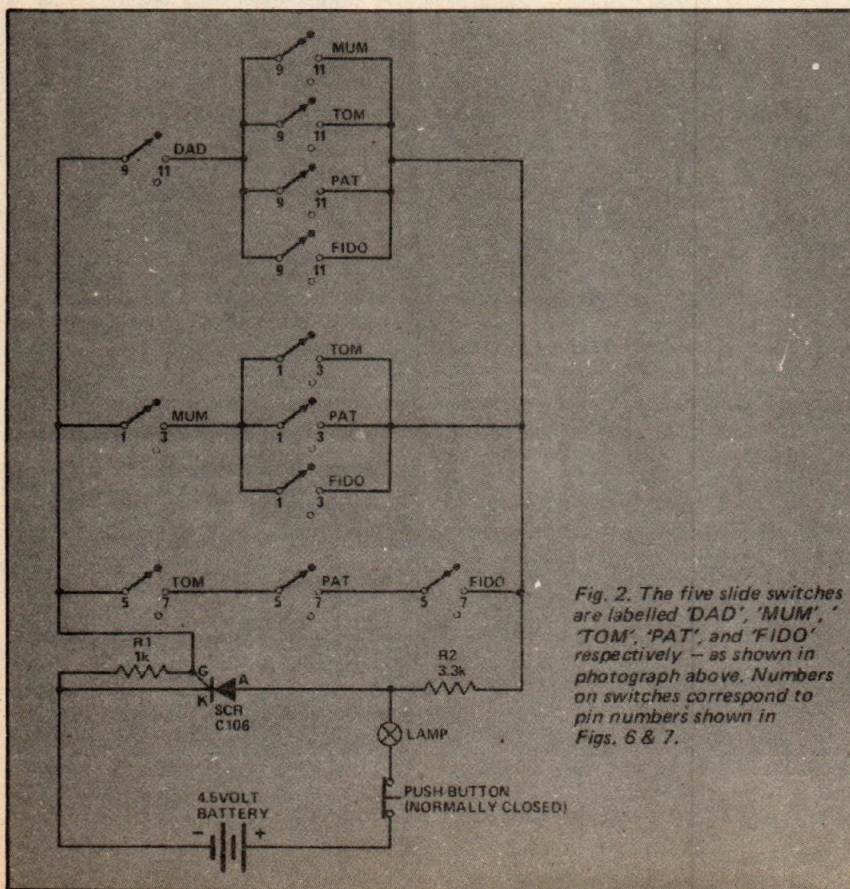 MUM
9 11
TOM
9 11
DAD
9 11
PAT
9 11
FIDO
9 11
TOM
1 3
MUM
1 3
PAT
1 3
FIDO
1 3
TOM
5 7
PAT
5 7
FIDO
5 7
R1
1k
G
A
K
SCR
C106
R2
3.3k
LAMP
PUSH-BUTTON
(NORMALLY CLOSED)
4.5VOLT
BATTERY
- +
Fig. 2. The five slide switches
are labelled 'DAD', 'MUM', '
'TOM', 'PAT', and 'FIDO'
respectively — as shown in
photograph above. Numbers
on switches correspond to
pin numbers shown in
Figs. 6 & 7.